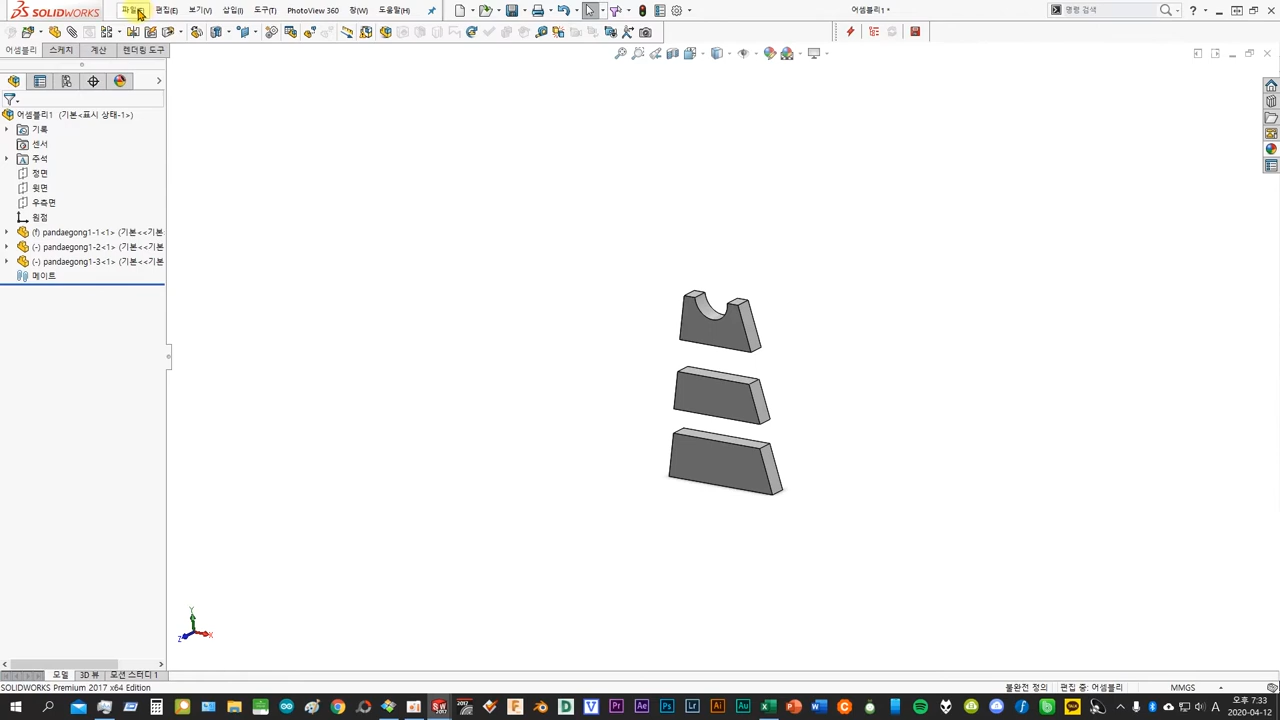 SOLIDWORKS 편집(E) 보기(V) 삽입(I) 도구(T) PhotoView 360 창(W) 도움말(H) 어셈블리1 * 명령 검색
어셈블리 스케치 계산 렌더링 도구
어셈블리1 (기본<표시 상태-1>)
기록
센서
주석
정면
윗면
우측면
원점
(f) pandaegong1-1<1> (기본<<기본
(-) pandaegong1-2<1> (기본<<기본
(-) pandaegong1-3<1> (기본<<기본
메이트
Y
Z X
모델 3D 뷰 모션 스터디 1
SOLIDWORKS Premium 2017 x64 Edition 불완전 정의 편집 중: 어셈블리 MMGS
오후 7:33
2020-04-12